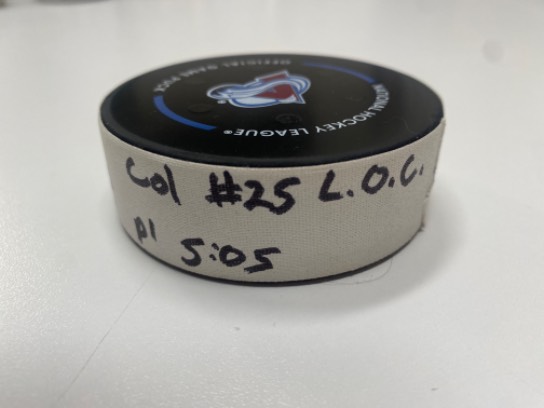 OFFICIAL GAME PUCK
NATIONAL HOCKEY LEAGUE®
Col #25 L.O.C.
P1 5:05